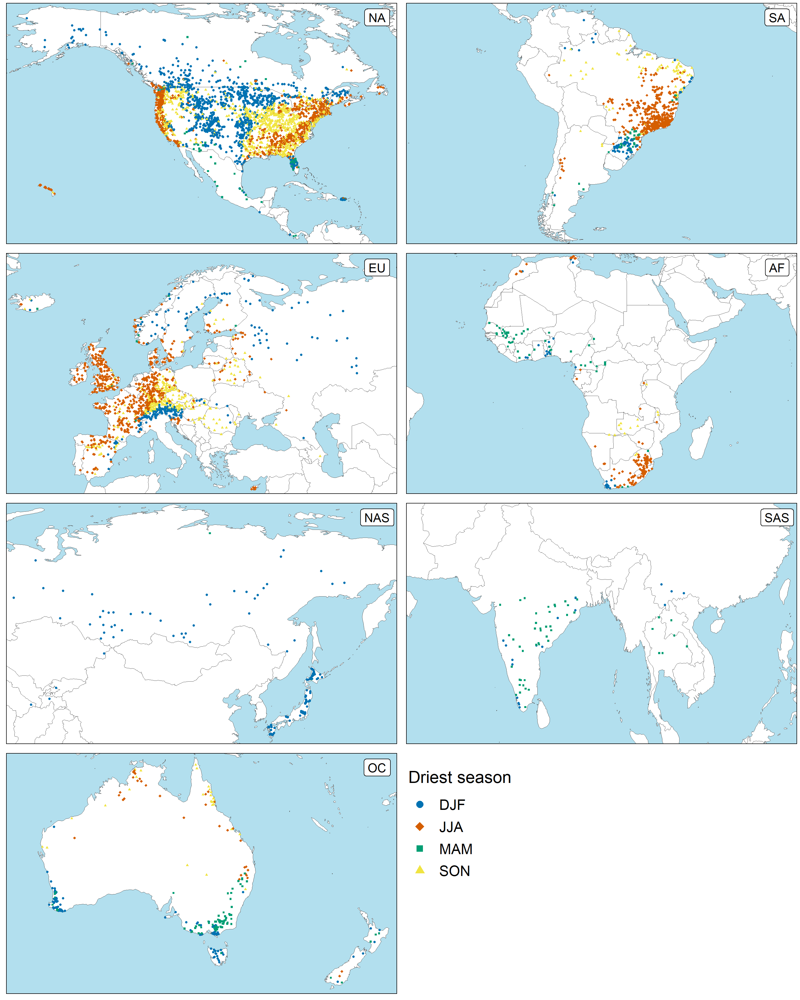 NA
SA
EU
AF
NAS
SAS
OC
Driest season
DJF
JJA
MAM
SON